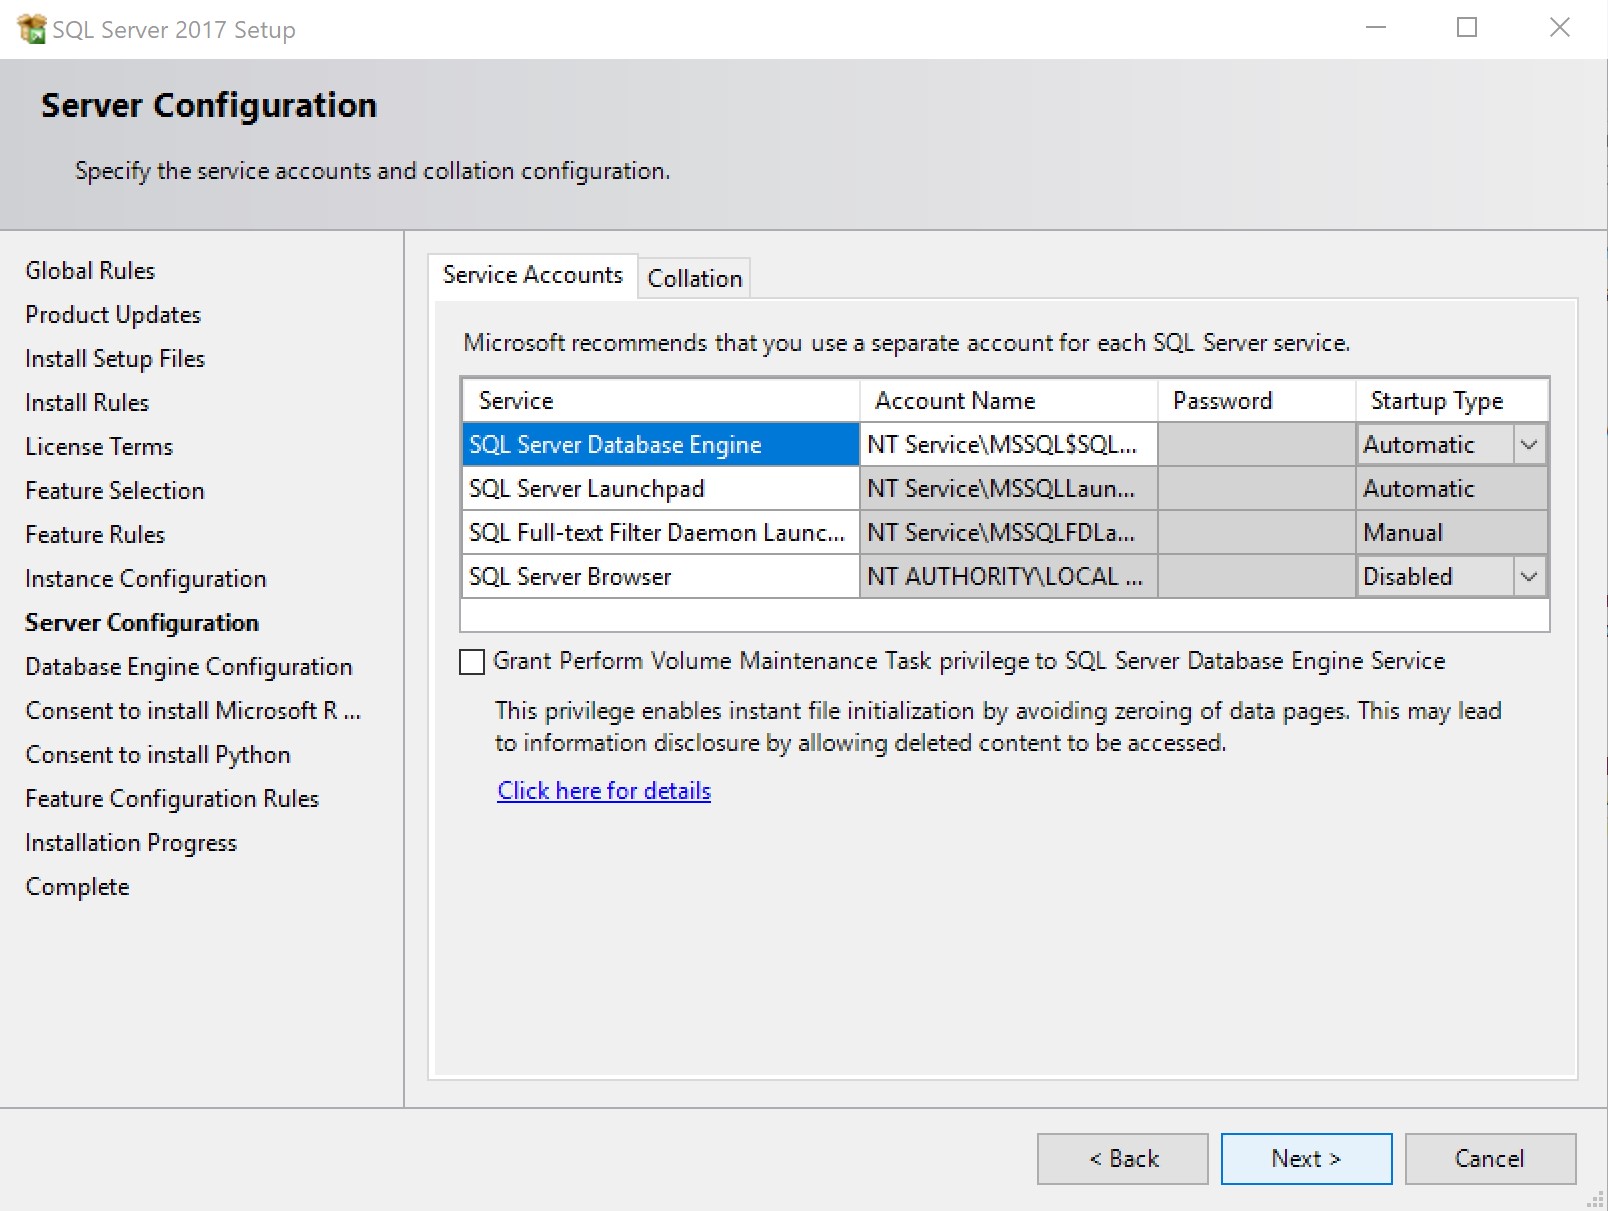 SQL Server 2017 Setup
Server Configuration
Specify the service accounts and collation configuration.
Global Rules
Product Updates
Install Setup Files
Install Rules
License Terms
Feature Selection
Feature Rules
Instance Configuration
Server Configuration
Database Engine Configuration
Consent to install Microsoft R ...
Consent to install Python
Feature Configuration Rules
Installation Progress
Complete
Service Accounts Collation
Microsoft recommends that you use a separate account for each SQL Server service.
Service Account Name Password Startup Type
SQL Server Database Engine NT Service\MSSQL$SQL... Automatic
SQL Server Launchpad NT Service\MSSQLLaun... Automatic
SQL Full-text Filter Daemon Launc... NT Service\MSSQLFDLa... Manual
SQL Server Browser NT AUTHORITY\LOCAL ... Disabled
Grant Perform Volume Maintenance Task privilege to SQL Server Database Engine Service
This privilege enables instant file initialization by avoiding zeroing of data pages. This may lead
to information disclosure by allowing deleted content to be accessed.
Click here for details
< Back Next > Cancel